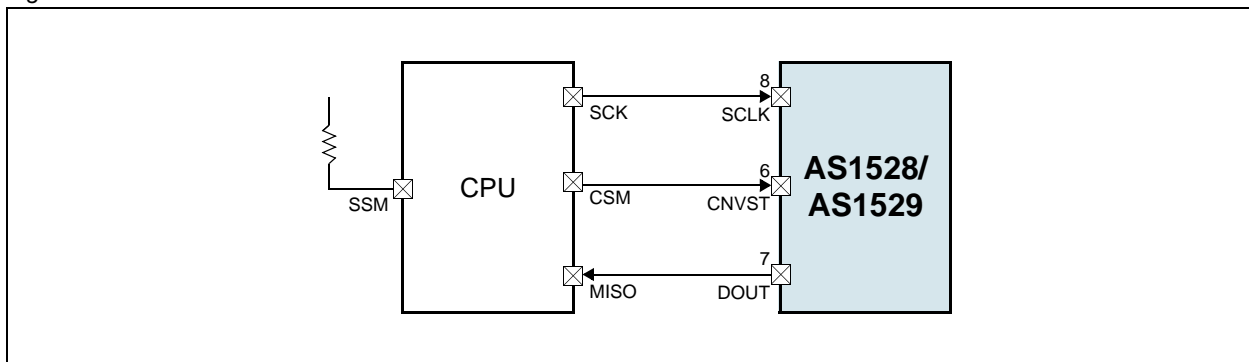 8
SCK
SCLK
AS1528/
AS1529
CPU
6
SSM
CSM
CNVST
7
MISO
DOUT